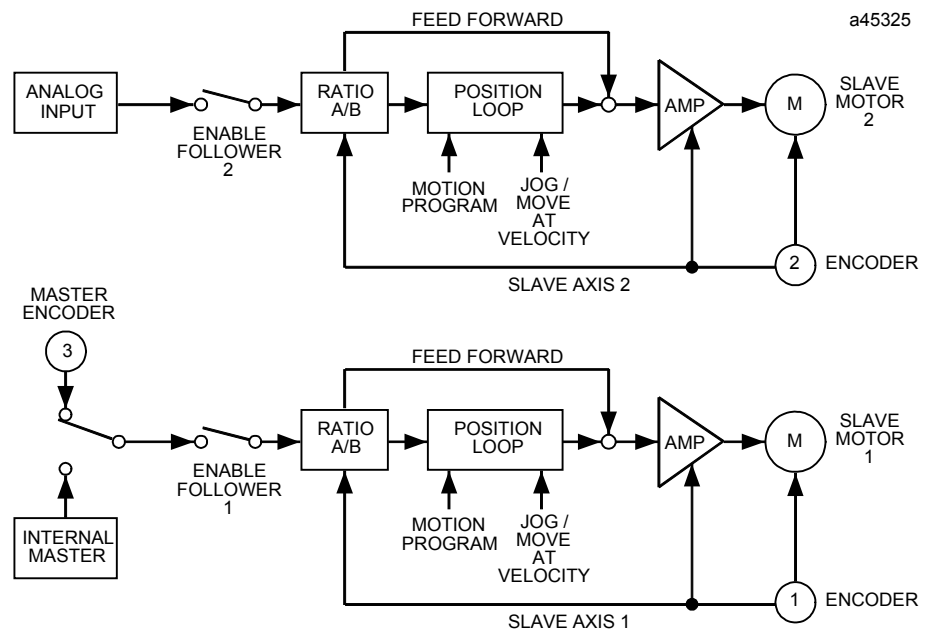 a45325
FEED FORWARD
ANALOG
INPUT
ENABLE
FOLLOWER
2
RATIO
A/B
POSITION
LOOP
MOTION
PROGRAM
JOG /
MOVE
AT
VELOCITY
AMP
M
SLAVE
MOTOR
2
2
ENCODER
SLAVE AXIS 2
MASTER
ENCODER
3
INTERNAL
MASTER
FEED FORWARD
ENABLE
FOLLOWER
1
RATIO
A/B
POSITION
LOOP
MOTION
PROGRAM
JOG /
MOVE
AT
VELOCITY
AMP
M
SLAVE
MOTOR
1
1
ENCODER
SLAVE AXIS 1